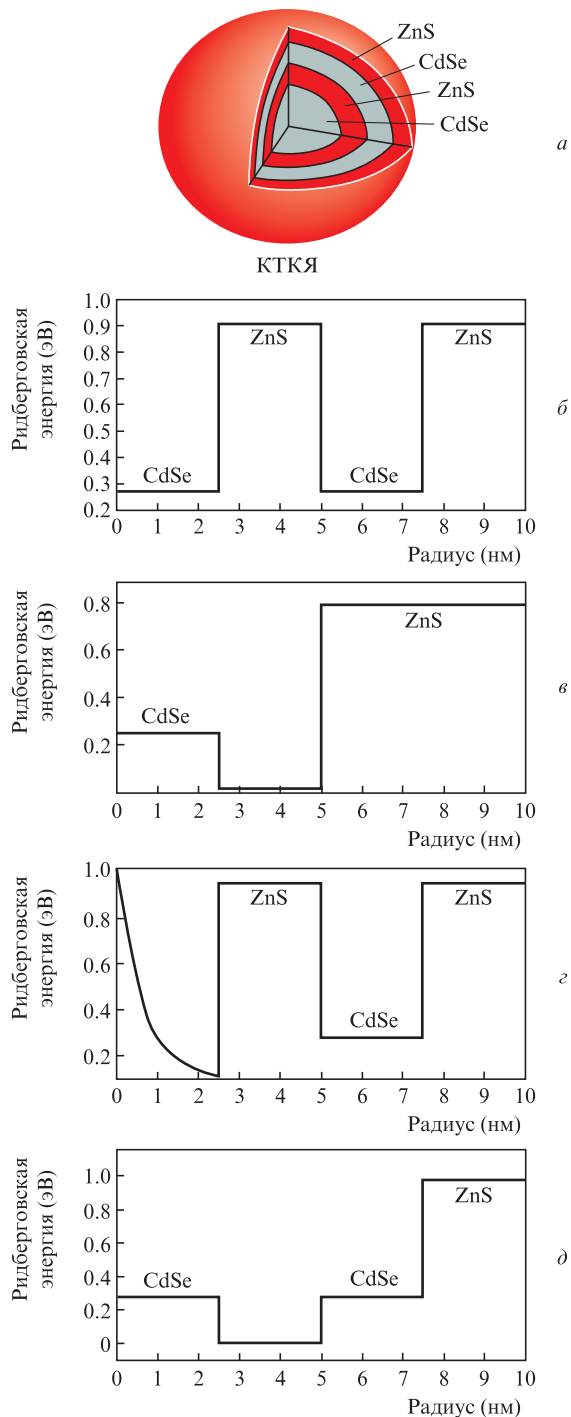 ZnS
CdSe
ZnS
CdSe
а
КТКЯ
Ридберговская
энергия (эВ)
1.0
0.9
0.8
0.7
0.6
0.5
0.4
0.3
0.2
ZnS
ZnS
CdSe
CdSe
б
0 1 2 3 4 5 6 7 8 9 10
Радиус (нм)
Ридберговская
энергия (эВ)
0.8
0.6
0.4
0.2
ZnS
CdSe
в
0 1 2 3 4 5 6 7 8 9 10
Радиус (нм)
Ридберговская
энергия (эВ)
1.0
0.8
0.6
0.4
0.2
ZnS
ZnS
CdSe
г
0 1 2 3 4 5 6 7 8 9 10
Радиус (нм)
Ридберговская
энергия (эВ)
1.0
0.8
0.6
0.4
0.2
0
ZnS
CdSe
CdSe
д
0 1 2 3 4 5 6 7 8 9 10
Радиус (нм)